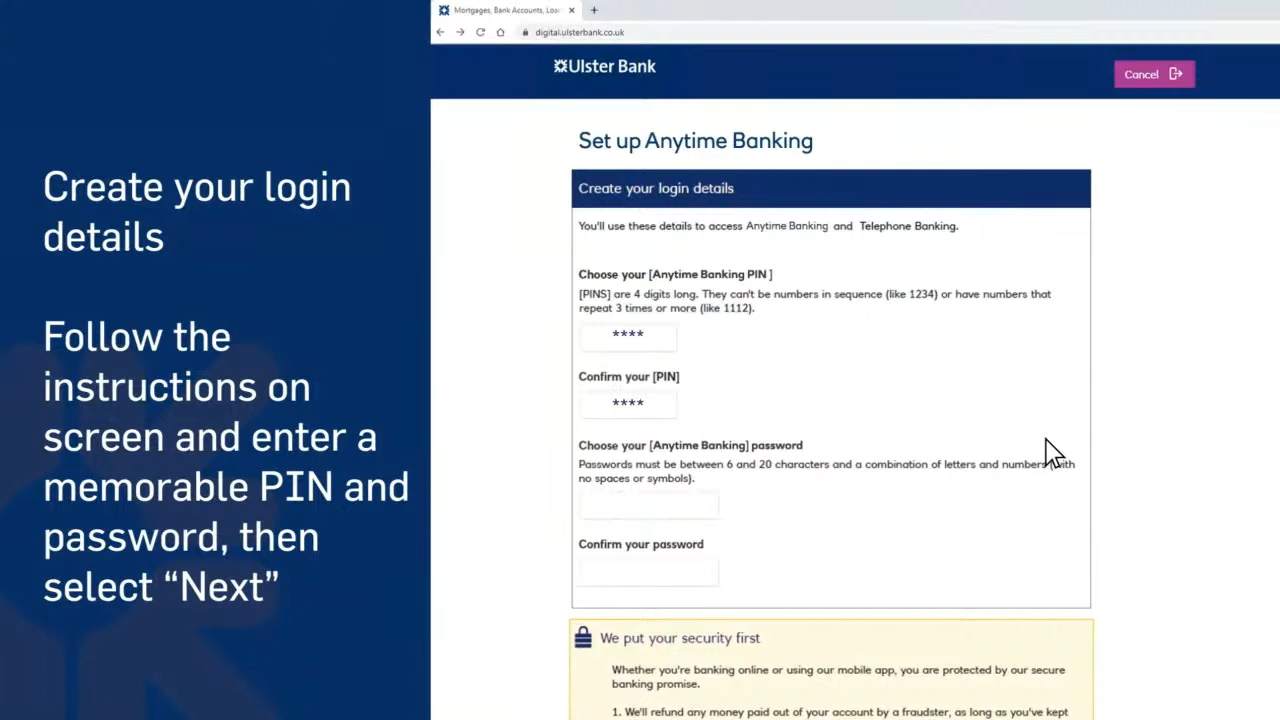 Create your login
details
Follow the
instructions on
screen and enter a
memorable PIN and
password, then
select “Next”
Mortgages, Bank Accounts, Loa
digital.ulsterbank.co.uk
Ulster Bank
Cancel
Set up Anytime Banking
Create your login details
You'll use these details to access Anytime Banking and Telephone Banking.
Choose your [Anytime Banking PIN ]
[PINS] are 4 digits long. They can't be numbers in sequence (like 1234) or have numbers that
repeat 3 times or more (like 1112).
****
Confirm your [PIN]
****
Choose your [Anytime Banking] password
Passwords must be between 6 and 20 characters and a combination of letters and numbers (with
no spaces or symbols).
Confirm your password
We put your security first
Whether you're banking online or using our mobile app, you are protected by our secure
banking promise.
1. We'll refund any money paid out of your account by a fraudster, as long as you've kept